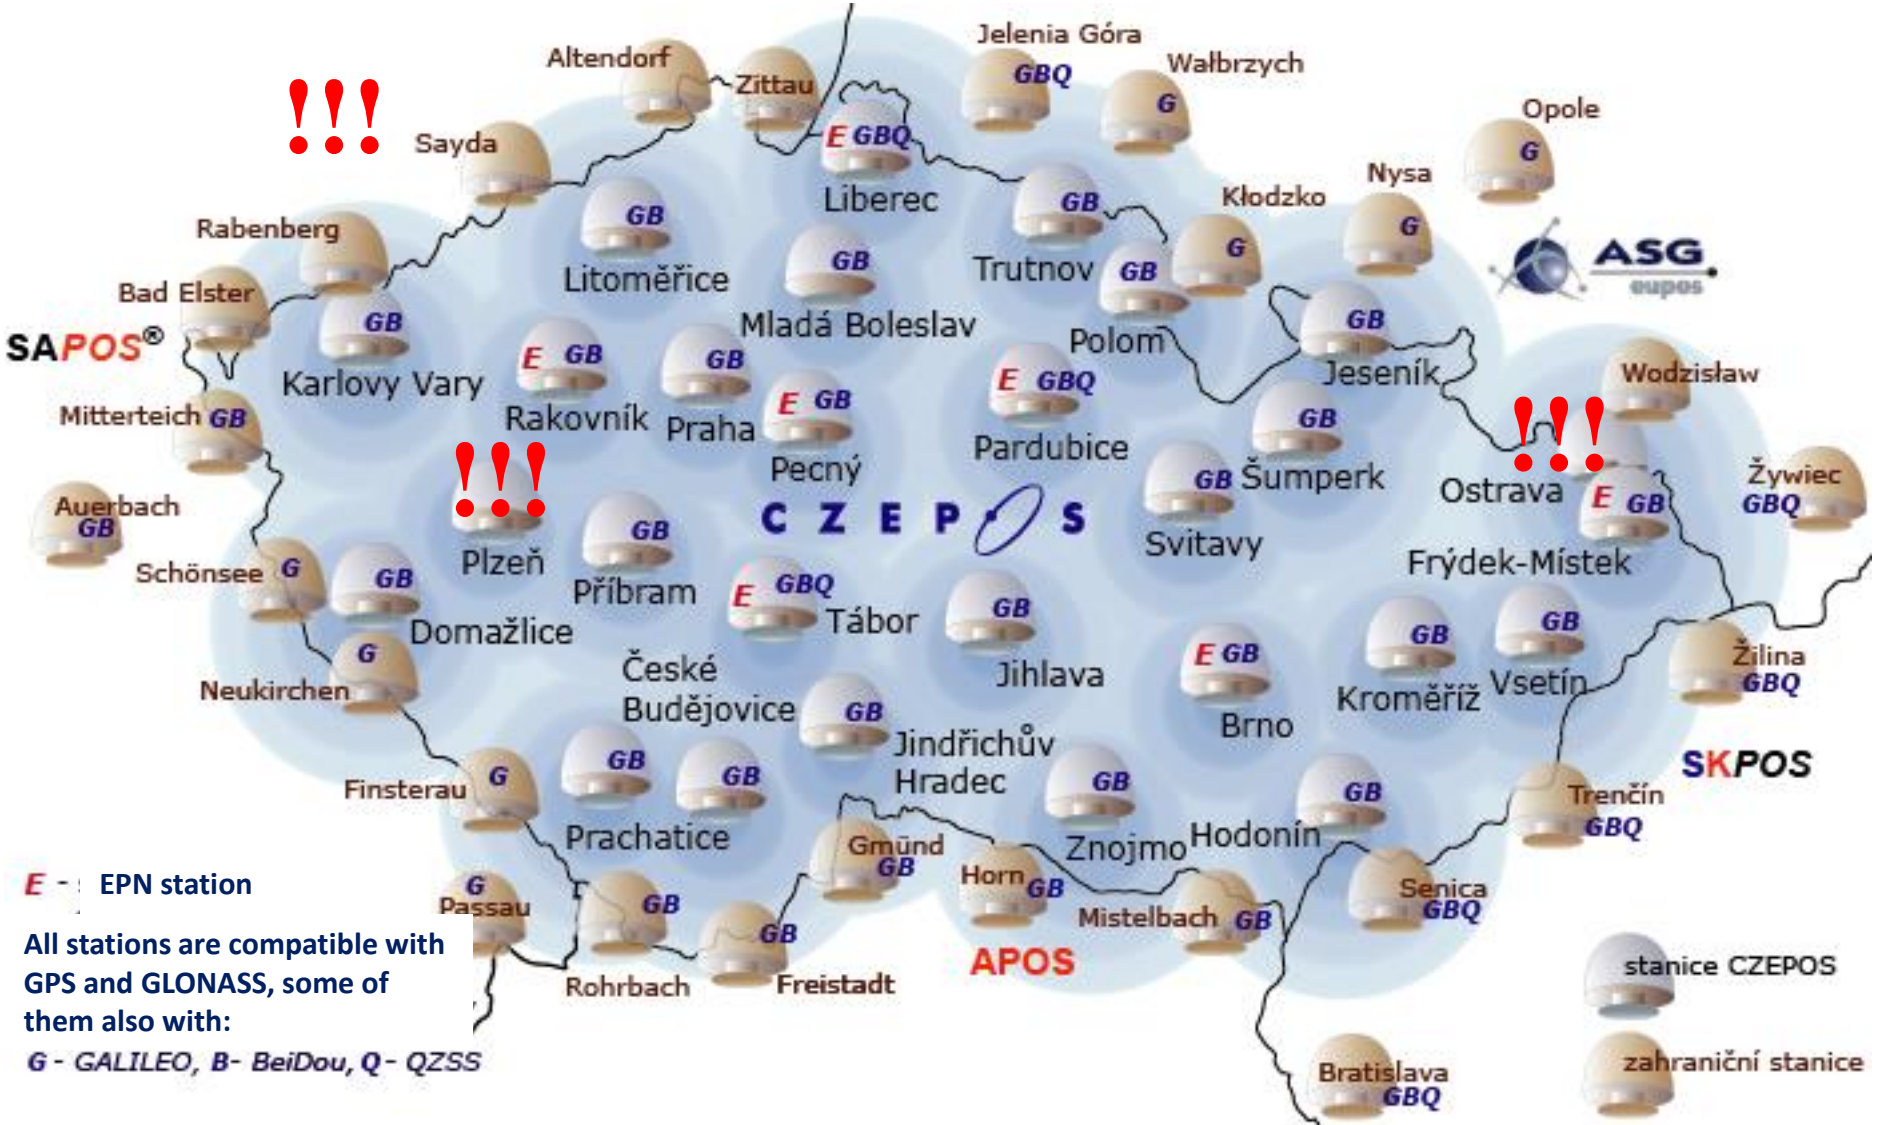 Jelenia Góra
GBQ
Altendorf
Wałbrzych
G
Zittau
!!!
Opole
G
Sayda
E GBQ
Liberec
Nysa
G
Kłodzko
G
GB
Trutnov
GB
Litoměřice
Rabenberg
GB
Mladá Boleslav
GB
Polom
ASG
eupos
Bad Elster
GB
Karlovy Vary
SAPOS®
E GB
Rakovník
GB
Praha
E GB
Pecný
E GBQ
Pardubice
GB
Jeseník
Wodzisław
Mitterteich GB
GB
Šumperk
!!!
Ostrava
!!!
Plzeň
Żywiec
GBQ
E GB
Frýdek-Místek
GB
Svitavy
CZEPOS
Auerbach
GB
Schönsee G
GB
Domažlice
GB
Příbram
E GBQ
Tábor
GB
Jihlava
E GB
Brno
GB
Kroměříž
GB
Vsetín
Žilina
GBQ
G
Neukirchen
České
Budějovice
GB
Jindřichův
Hradec
SKPOS
Finsterau G
GB
Prachatice
GB
GB
Znojmo
GB
Hodonín
Trenčín
GBQ
Gmünd
GB
Horn
GB
Mistelbach GB
Senica
GBQ
G
Passau
GB
Rohrbach
GB
Freistadt
APOS
E - EPN station
All stations are compatible with
GPS and GLONASS, some of
them also with:
G - GALILEO, B- BeiDou, Q - QZSS
stanice CZEPOS
zahraniční stanice
Bratislava
GBQ